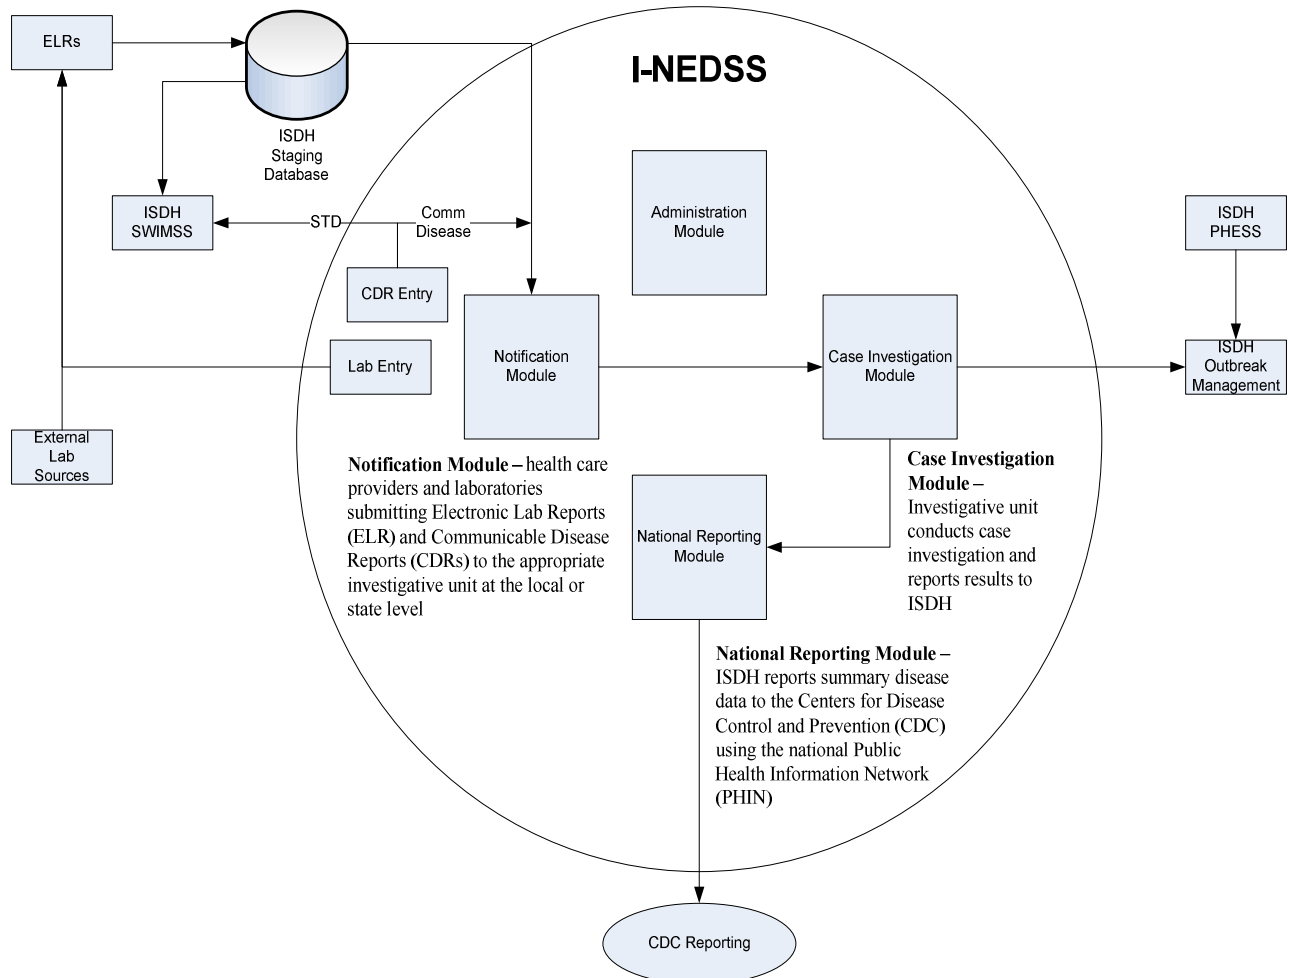 ELRs
I-NEDSS
ISDH
Staging
Database
ISDH
SWIMSS
STD
Comm
Disease
Administration
Module
ISDH
PHESS
CDR Entry
Lab Entry
Notification
Module
Case Investigation
Module
ISDH
Outbreak
Management
External
Lab
Sources
Notification Module – health care
providers and laboratories
submitting Electronic Lab Reports
(ELR) and Communicable Disease
Reports (CDRs) to the appropriate
investigative unit at the local or
state level
Case Investigation
Module –
Investigative unit
conducts case
investigation and
reports results to
ISDH
National Reporting
Module
National Reporting Module –
ISDH reports summary disease
data to the Centers for Disease
Control and Prevention (CDC)
using the national Public
Health Information Network
(PHIN)
CDC Reporting